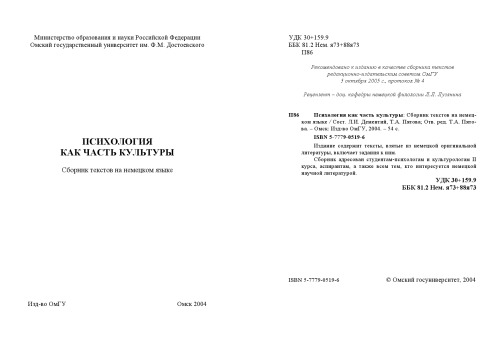 Министерство образования и науки Российской Федерации
Омский государственный университет им. Ф.М. Достоевского
ПСИХОЛОГИЯ
КАК ЧАСТЬ КУЛЬТУРЫ
Сборник текстов на немецком языке
Изд-во ОмГУ
Омск 2004
УДК 30+159.9
ББК 81.2 Нем. я73+88я73
П86
Рекомендовано к изданию в качестве сборника текстов
редакционно-издательским советом ОмГУ
3 октября 2003 г., протокол № 4
Рецензент – доц. кафедры немецкой филологии
П86
Психология как часть культуры: Сборник текстов на немец-
ком языке / Сост. Т.А. Пятова; Отв. ред. Т.А. Пято-
ва. – Омск: Изд-во ОмГУ, 2004. – 54 с.
ISBN 5-7779-0519-6
Издание содержит тексты, взятые из немецкой оригинальной
литературы, включает задания к ним.
Сборник адресован студентам-психологам и культурологам II
курса, аспирантам, а также всем тем, кто интересуется немецкой
научной литературой.
УДК 30+159.9
ББК 81.2 Нем. я73+88я73
ISBN 5-7779-0519-6
© Омский госуниверситет, 2004